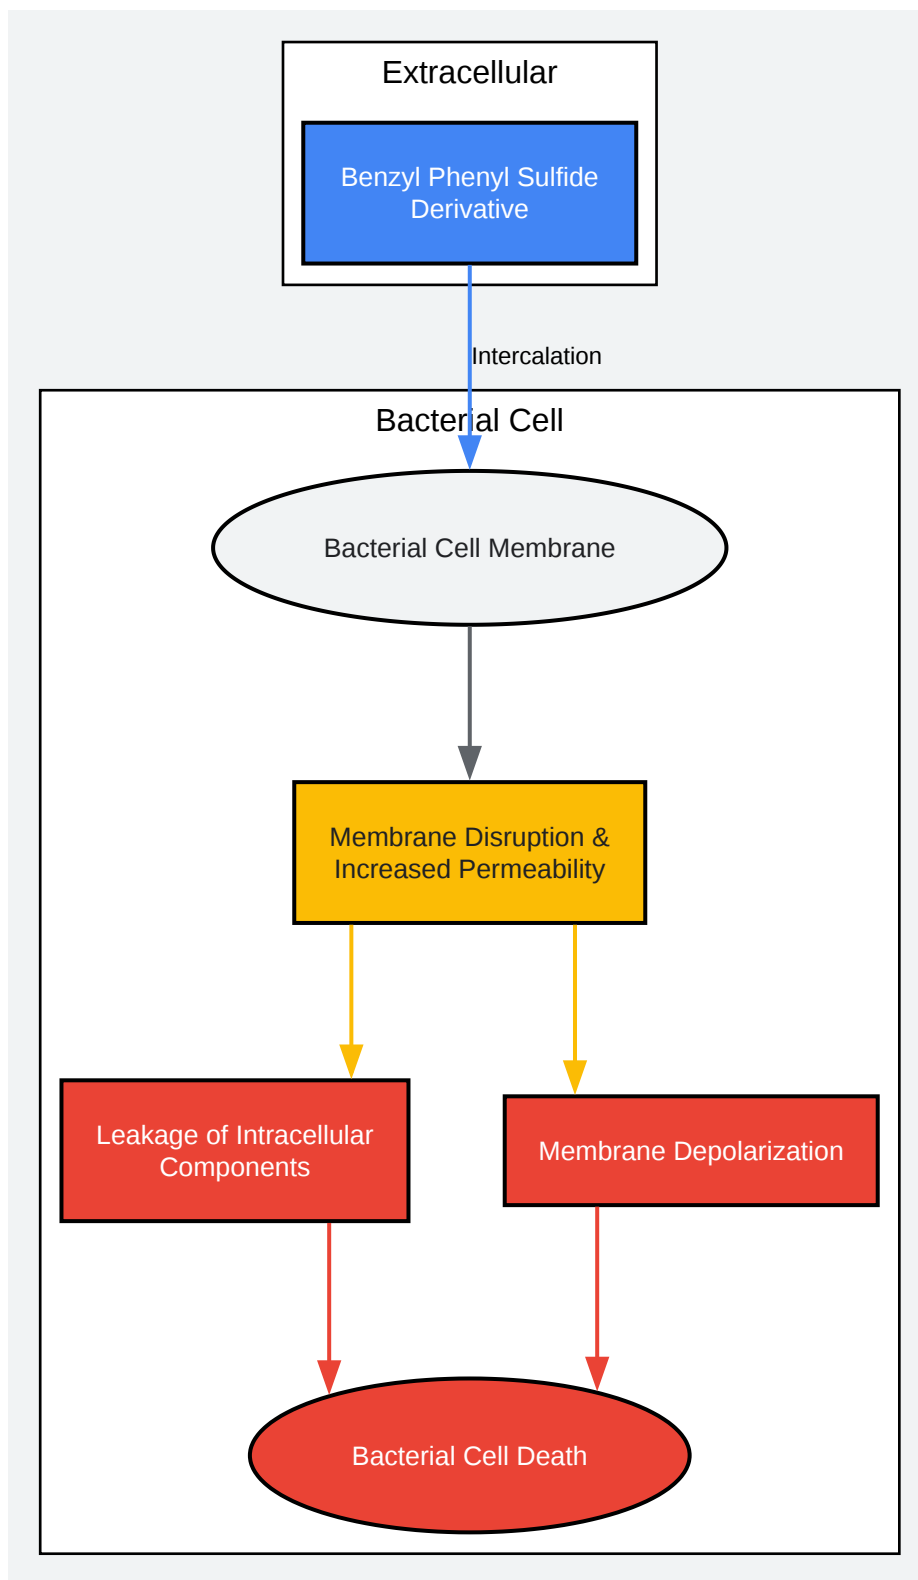 Extracellular
Benzyl Phenyl Sulfide
Derivative
Intercalation
Bacterial Cell
Bacterial Cell Membrane
Membrane Disruption &
Increased Permeability
Leakage of Intracellular
Components
Membrane Depolarization
Bacterial Cell Death